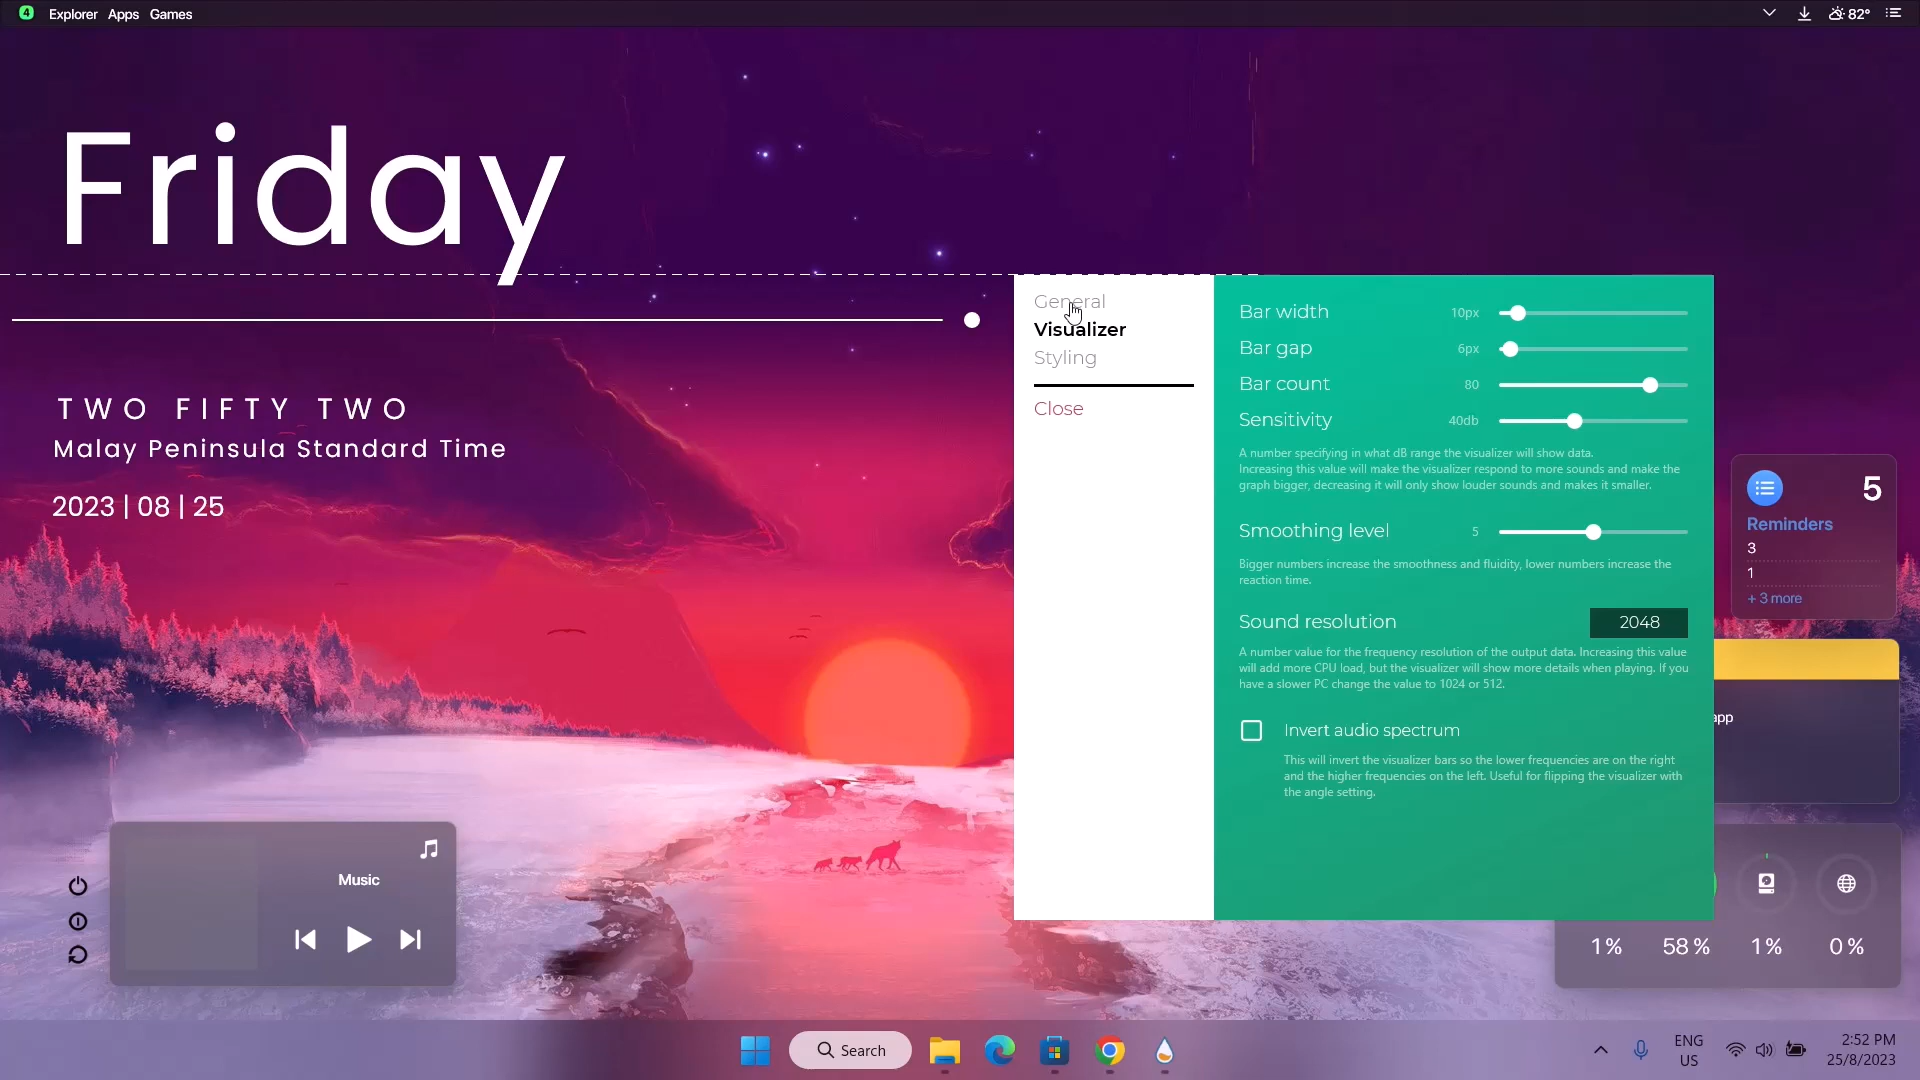 4 Explorer Apps Games
82°
Friday
TWO FIFTY TWO
Malay Peninsula Standard Time
2023 | 08 | 25
General
Visualizer
Styling
Close
Bar width 10px
Bar gap 6px
Bar count 80
Sensitivity 40db
A number specifying in what dB range the visualizer will show data.
Increasing this value will make the visualizer respond to more sounds and make the
graph bigger, decreasing it will only show louder sounds and makes it smaller.
Smoothing level 5
Bigger numbers increase the smoothness and fluidity, lower numbers increase the
reaction time.
Sound resolution 2048
A number value for the frequency resolution of the output data. Increasing this value
will add more CPU load, but the visualizer will show more details when playing. If you
have a slower PC change the value to 1024 or 512.
Invert audio spectrum
This will invert the visualizer bars so the lower frequencies are on the right
and the higher frequencies on the left. Useful for flipping the visualizer with
the angle setting.
5
Reminders
3
1
+ 3 more
app
1% 58% 1% 0%
Music
Search
ENG
US
2:52 PM
25/8/2023